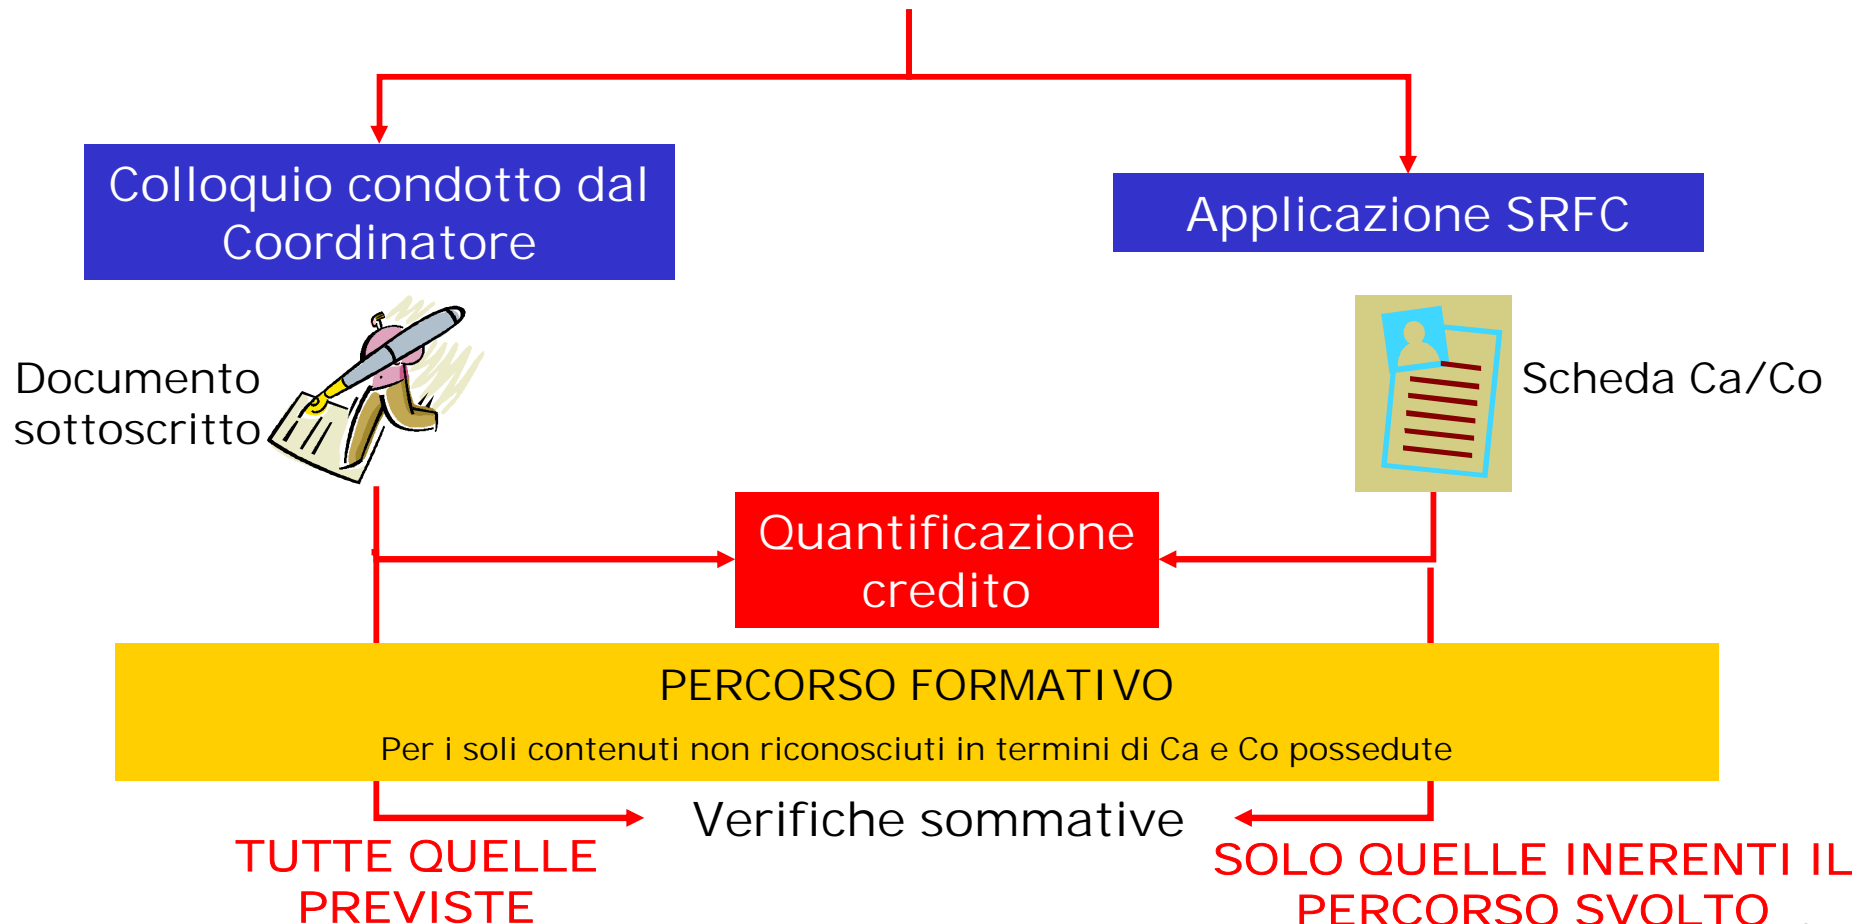 Colloquio condotto dal
Coordinatore
Applicazione SRFC
Documento
sottoscritto
Scheda Ca/Co
Quantificazione
credito
PERCORSO FORMATIVO
Per i soli contenuti non riconosciuti in termini di Ca e Co possedute
Verifiche sommative
TUTTE QUELLE
PREVISTE
SOLO QUELLE INERENTI IL
PERCORSO SVOLTO